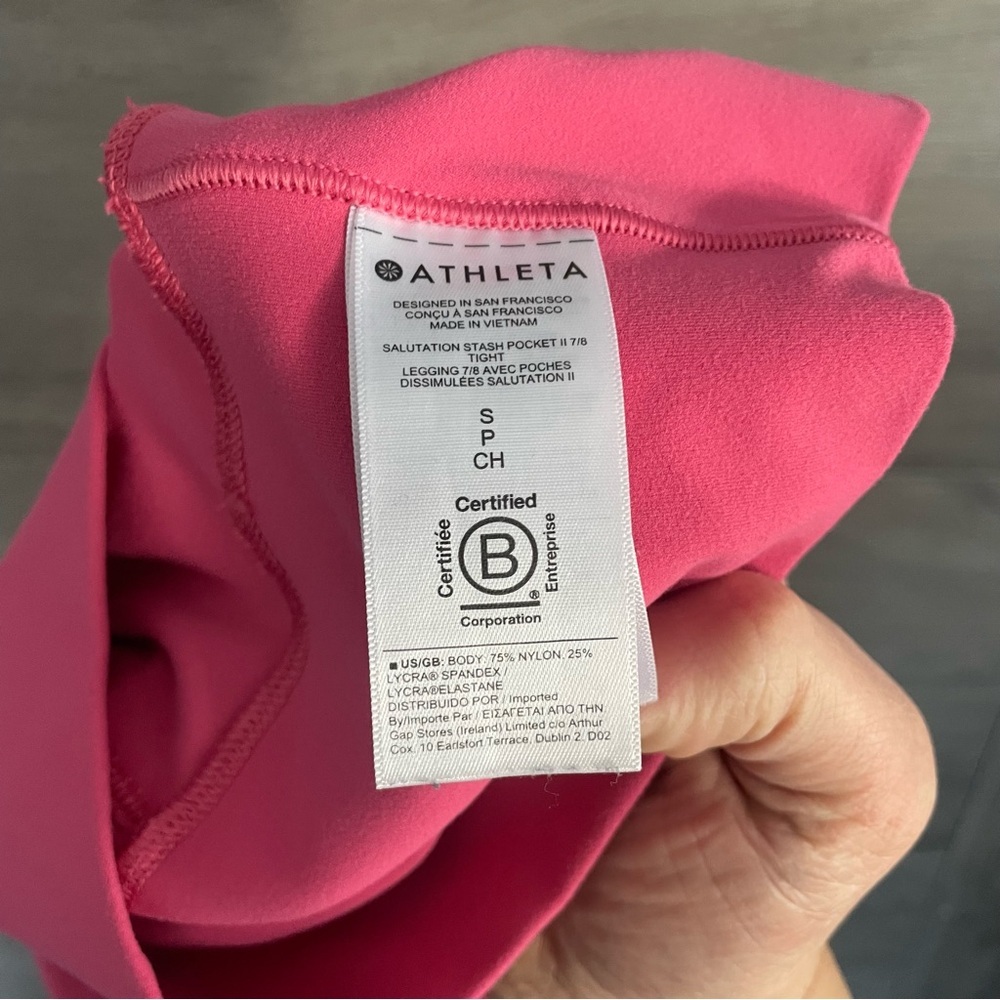 ATHLETA
DESIGNED IN SAN FRANCISCO
CONÇU À SAN FRANCISCO
MADE IN VIETNAM
SALUTATION STASH POCKET II 7/8
TIGHT
LEGGING 7/8 AVEC POCHES
DISSIMULÉES SALUTATION II
S
P
CH
Certified
Certifiée
B
Entreprise
®
Corporation
US/GB: BODY: 75% NYLON. 25%
LYCRA® SPANDEX /
LYCRA®ELASTANE
DISTRIBUIDO POR / Imported
By/Importe Par / ΕΙΣΑΓΕΤΑΙ ΑΠΟ ΤΗΝ
Gap Stores (Ireland) Limited c/o Arthur
Cox. 10 Earlsfort Terrace, Dublin 2. D02